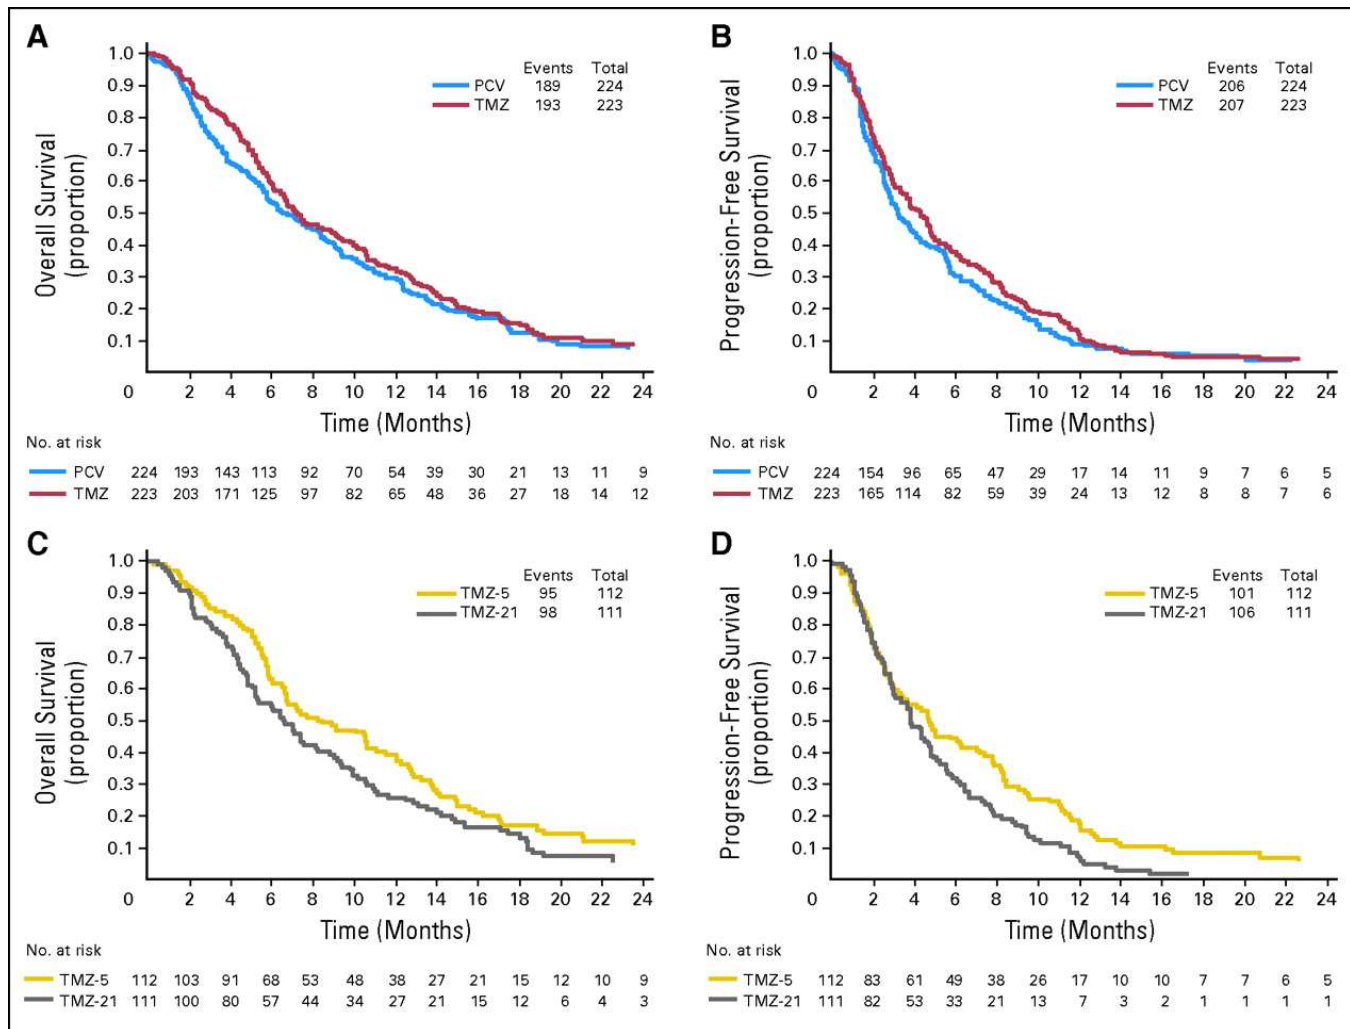 A
Overall Survival
(proportion)
1.0
0.9
0.8
0.7
0.6
0.5
0.4
0.3
0.2
0.1
Events Total
PCV 189 224
TMZ 193 223
0 2 4 6 8 10 12 14 16 18 20 22 24
Time (Months)
No. at risk
PCV 224 193 143 113 92 70 54 39 30 21 13 11 9
TMZ 223 203 171 125 97 82 65 48 36 27 18 14 12
B
Progression-Free Survival
(proportion)
1.0
0.9
0.8
0.7
0.6
0.5
0.4
0.3
0.2
0.1
Events Total
PCV 206 224
TMZ 207 223
0 2 4 6 8 10 12 14 16 18 20 22 24
Time (Months)
No. at risk
PCV 224 154 96 65 47 29 17 14 11 9 7 6 5
TMZ 223 165 114 82 59 39 24 13 12 8 8 7 6
C
Overall Survival
(proportion)
1.0
0.9
0.8
0.7
0.6
0.5
0.4
0.3
0.2
0.1
Events Total
TMZ-5 95 112
TMZ-21 98 111
0 2 4 6 8 10 12 14 16 18 20 22 24
Time (Months)
No. at risk
TMZ-5 112 103 91 68 53 48 38 27 21 15 12 10 9
TMZ-21 111 100 80 57 44 34 27 21 15 12 6 4 3
D
Progression-Free Survival
(proportion)
1.0
0.9
0.8
0.7
0.6
0.5
0.4
0.3
0.2
0.1
Events Total
TMZ-5 101 112
TMZ-21 106 111
0 2 4 6 8 10 12 14 16 18 20 22 24
Time (Months)
No. at risk
TMZ-5 112 83 61 49 38 26 17 10 10 7 7 6 5
TMZ-21 111 82 53 33 21 13 7 3 2 1 1 1 1